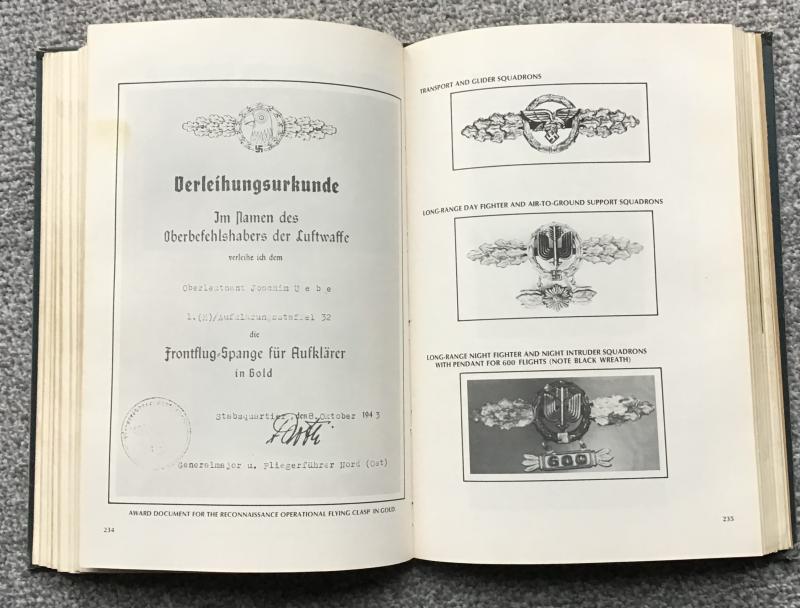 Verleihungsurkunde
Im Namen des
Oberbefehlshabers der Luftwaffe
verleihe ich dem
Oberleutnant Joachim Uebe
1.(H)/Aufklärungsstaffel 32
die
Frontflug-Spange für Aufklärer
in Gold
Stabsquartier, den 8. Oktober 1943
Generalmajor u. Fliegerführer Nord (Ost)
AWARD DOCUMENT FOR THE RECONNAISSANCE OPERATIONAL FLYING CLASP IN GOLD.
234
TRANSPORT AND GLIDER SQUADRONS
LONG-RANGE DAY FIGHTER AND AIR-TO-GROUND SUPPORT SQUADRONS
LONG-RANGE NIGHT FIGHTER AND NIGHT INTRUDER SQUADRONS
WITH PENDANT FOR 600 FLIGHTS (NOTE BLACK WREATH)
600
235